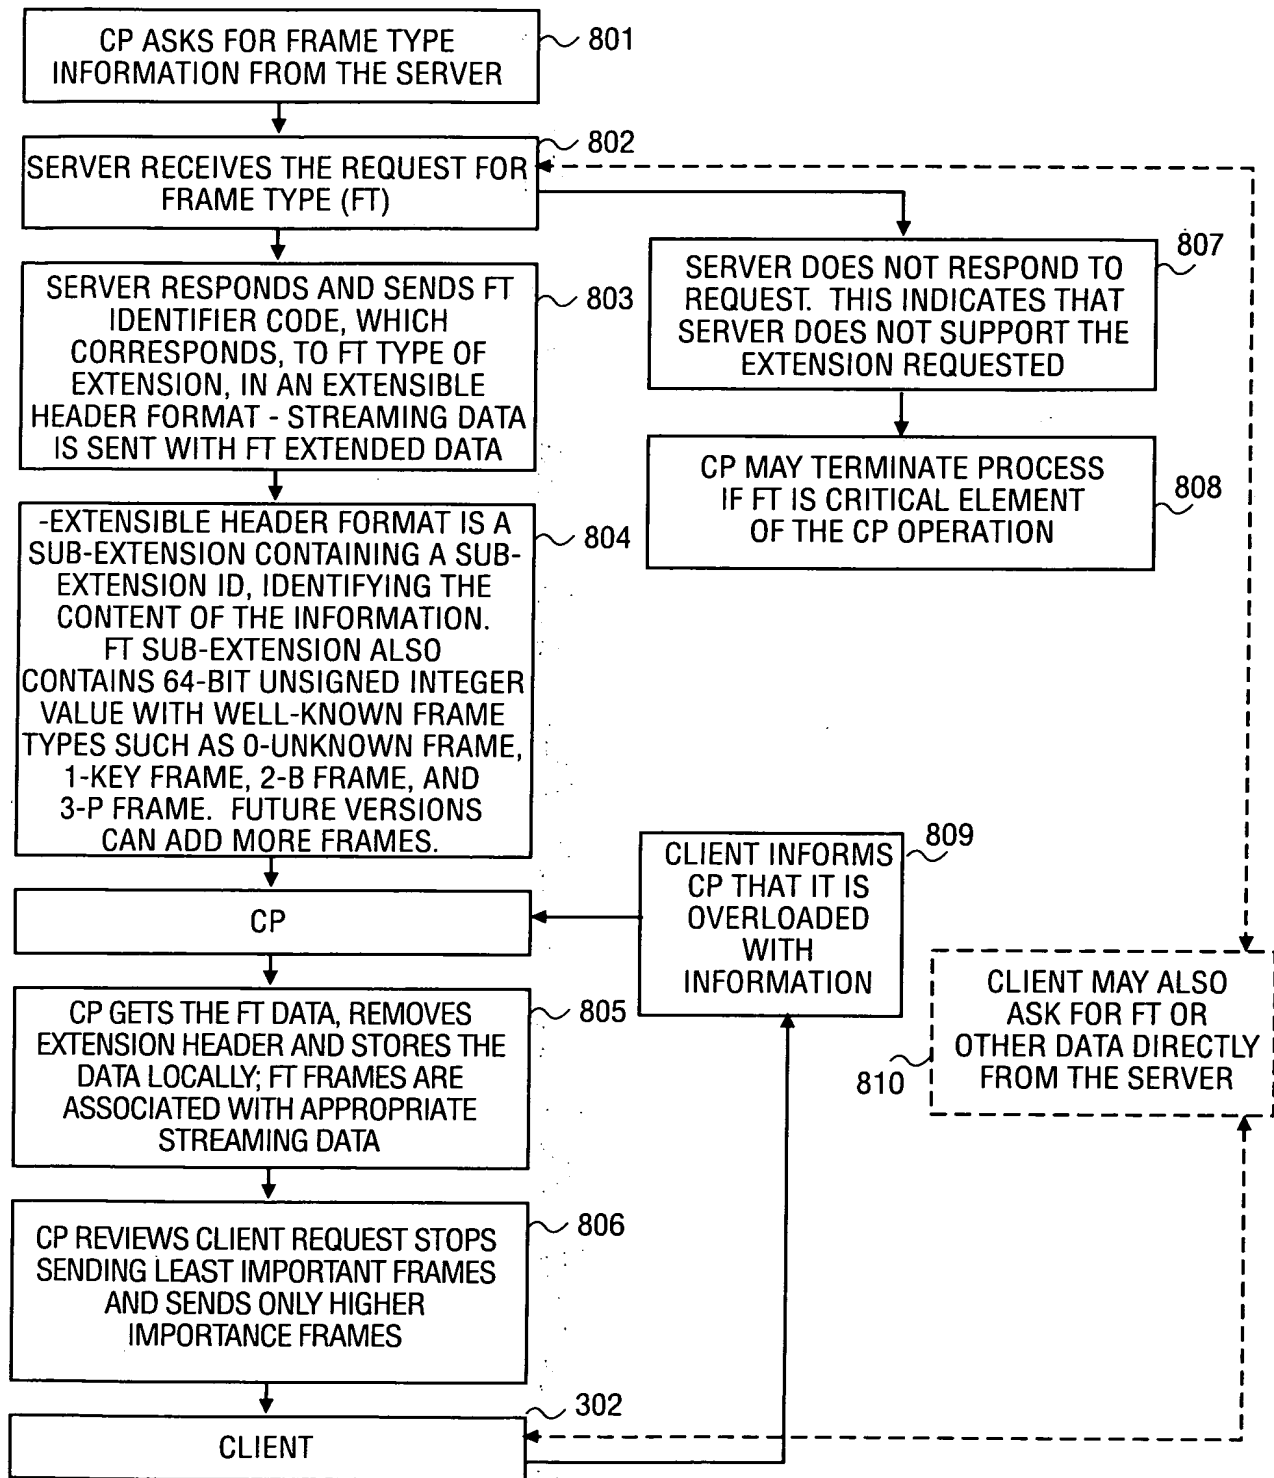 CP ASKS FOR FRAME TYPE
INFORMATION FROM THE SERVER
801
SERVER RECEIVES THE REQUEST FOR
FRAME TYPE (FT)
802
SERVER RESPONDS AND SENDS FT
IDENTIFIER CODE, WHICH
CORRESPONDS, TO FT TYPE OF
EXTENSION, IN AN EXTENSIBLE
HEADER FORMAT - STREAMING DATA
IS SENT WITH FT EXTENDED DATA
803
SERVER DOES NOT RESPOND TO
REQUEST. THIS INDICATES THAT
SERVER DOES NOT SUPPORT THE
EXTENSION REQUESTED
807
CP MAY TERMINATE PROCESS
IF FT IS CRITICAL ELEMENT
OF THE CP OPERATION
808
-EXTENSIBLE HEADER FORMAT IS A
SUB-EXTENSION CONTAINING A SUB-
EXTENSION ID, IDENTIFYING THE
CONTENT OF THE INFORMATION.
FT SUB-EXTENSION ALSO
CONTAINS 64-BIT UNSIGNED INTEGER
VALUE WITH WELL-KNOWN FRAME
TYPES SUCH AS 0-UNKNOWN FRAME,
1-KEY FRAME, 2-B FRAME, AND
3-P FRAME. FUTURE VERSIONS
CAN ADD MORE FRAMES.
804
CP
CLIENT INFORMS
CP THAT IT IS
OVERLOADED
WITH
INFORMATION
809
CLIENT MAY ALSO
ASK FOR FT OR
OTHER DATA DIRECTLY
FROM THE SERVER
810
CP GETS THE FT DATA, REMOVES
EXTENSION HEADER AND STORES THE
DATA LOCALLY; FT FRAMES ARE
ASSOCIATED WITH APPROPRIATE
STREAMING DATA
805
CP REVIEWS CLIENT REQUEST STOPS
SENDING LEAST IMPORTANT FRAMES
AND SENDS ONLY HIGHER
IMPORTANCE FRAMES
806
CLIENT
302